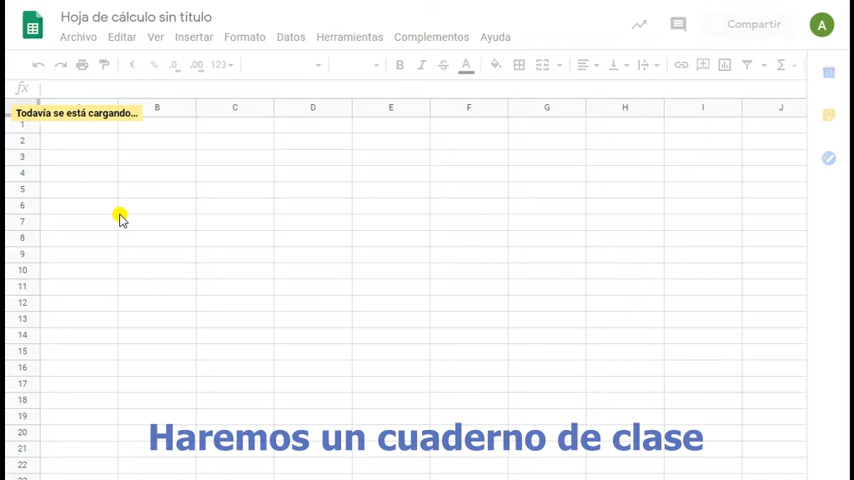 Hoja de cálculo sin título
Archivo Editar Ver Insertar Formato Datos Herramientas Complementos Ayuda
Compartir
A
€ % .0 .00 123 B I S A Σ
fx
Todavía se está cargando...
B C D E F G H I J
1
2
3
4
5
6
7
8
9
10
11
12
13
14
15
16
17
18
19
20
21
22
Haremos un cuaderno de clase